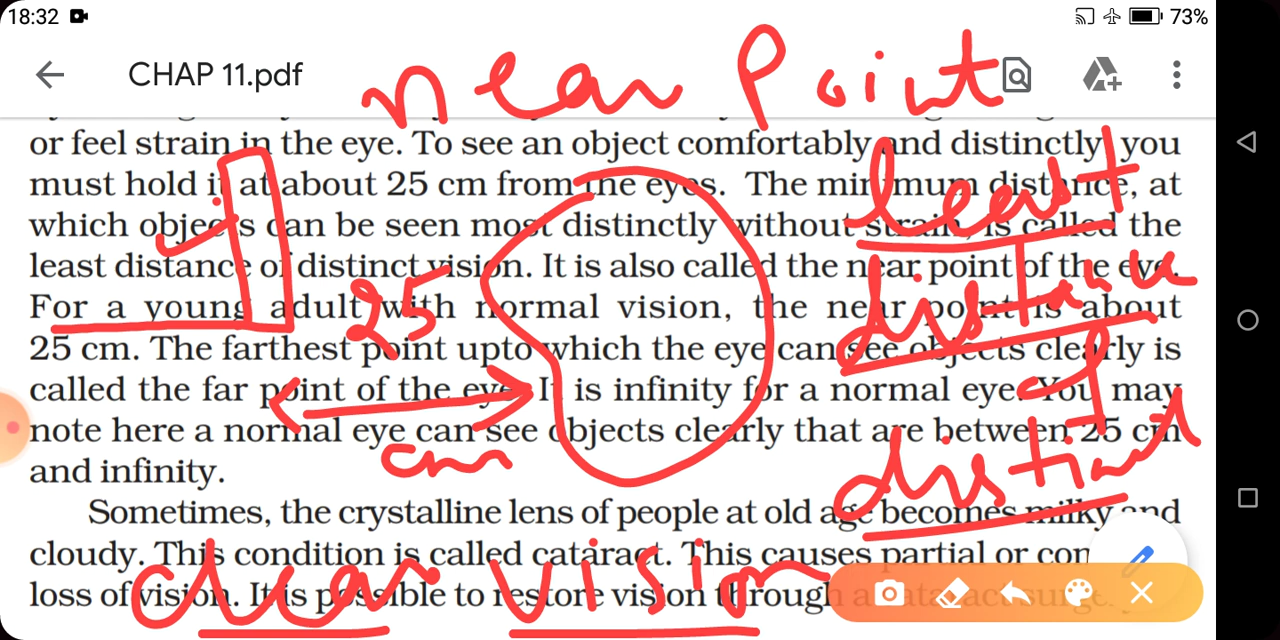 18:32 73%
CHAP 11.pdf
near Point
or feel strain in the eye. To see an object comfortably and distinctly, you
must hold it at about 25 cm from the eyes. The minimum distance, at
which objects can be seen most distinctly without strain, is called the
least distance of distinct vision. It is also called the near point of the eye.
For a young adult with normal vision, the near point is about
25 cm. The farthest point upto which the eye can see objects clearly is
called the far point of the eye. It is infinity for a normal eye. You may
note here a normal eye can see objects clearly that are between 25 cm
and infinity.
Sometimes, the crystalline lens of people at old age becomes milky and
cloudy. This condition is called cataract. This causes partial or
loss of vision. It is possible to restore vision through
least
distance
of
distinct
25
cm
clear vision